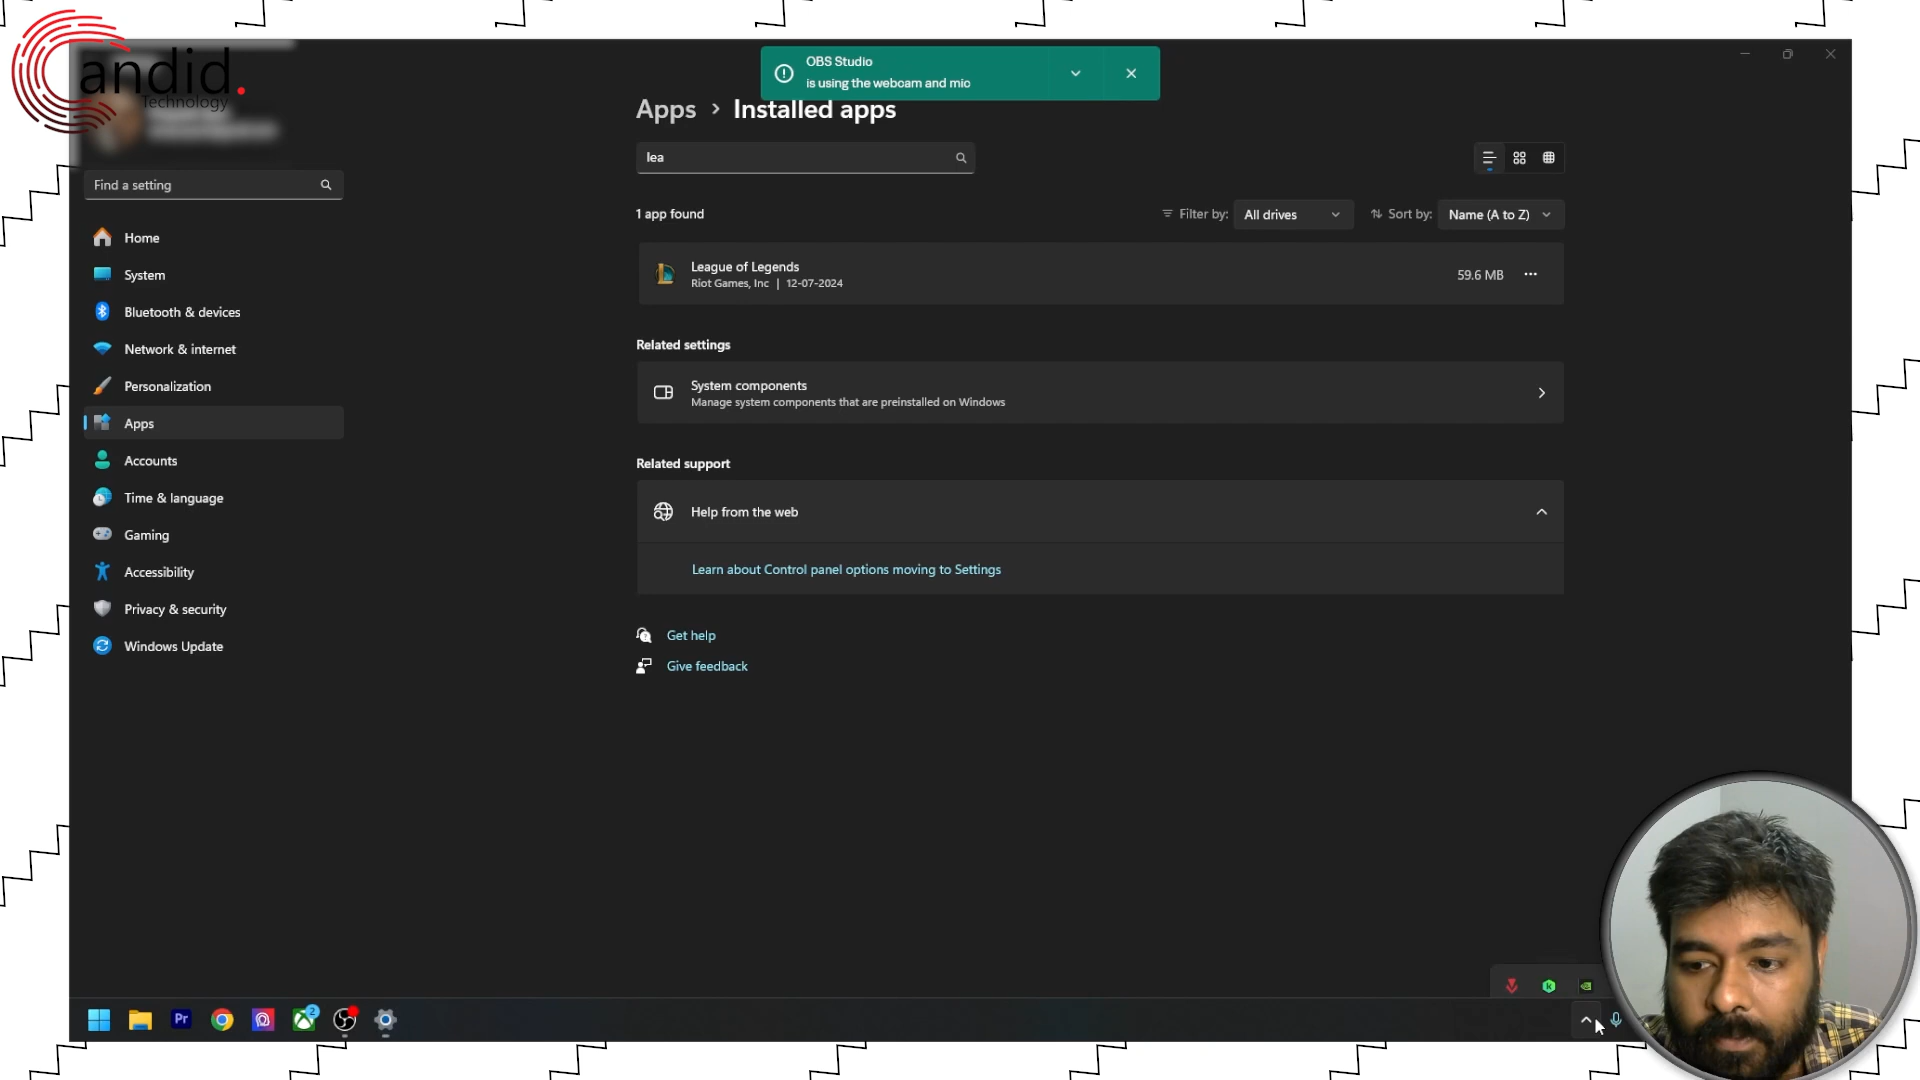 andid.
Technology
OBS Studio
is using the webcam and mic
Apps > Installed apps
lea
Find a setting
1 app found
Filter by:
All drives
Sort by:
Name (A to Z)
Home
System
Bluetooth & devices
Network & internet
Personalization
Apps
Accounts
Time & language
Gaming
Accessibility
Privacy & security
Windows Update
League of Legends
Riot Games, Inc | 12-07-2024
59.6 MB
Related settings
System components
Manage system components that are preinstalled on Windows
Related support
Help from the web
Learn about Control panel options moving to Settings
Get help
Give feedback
Pr
2